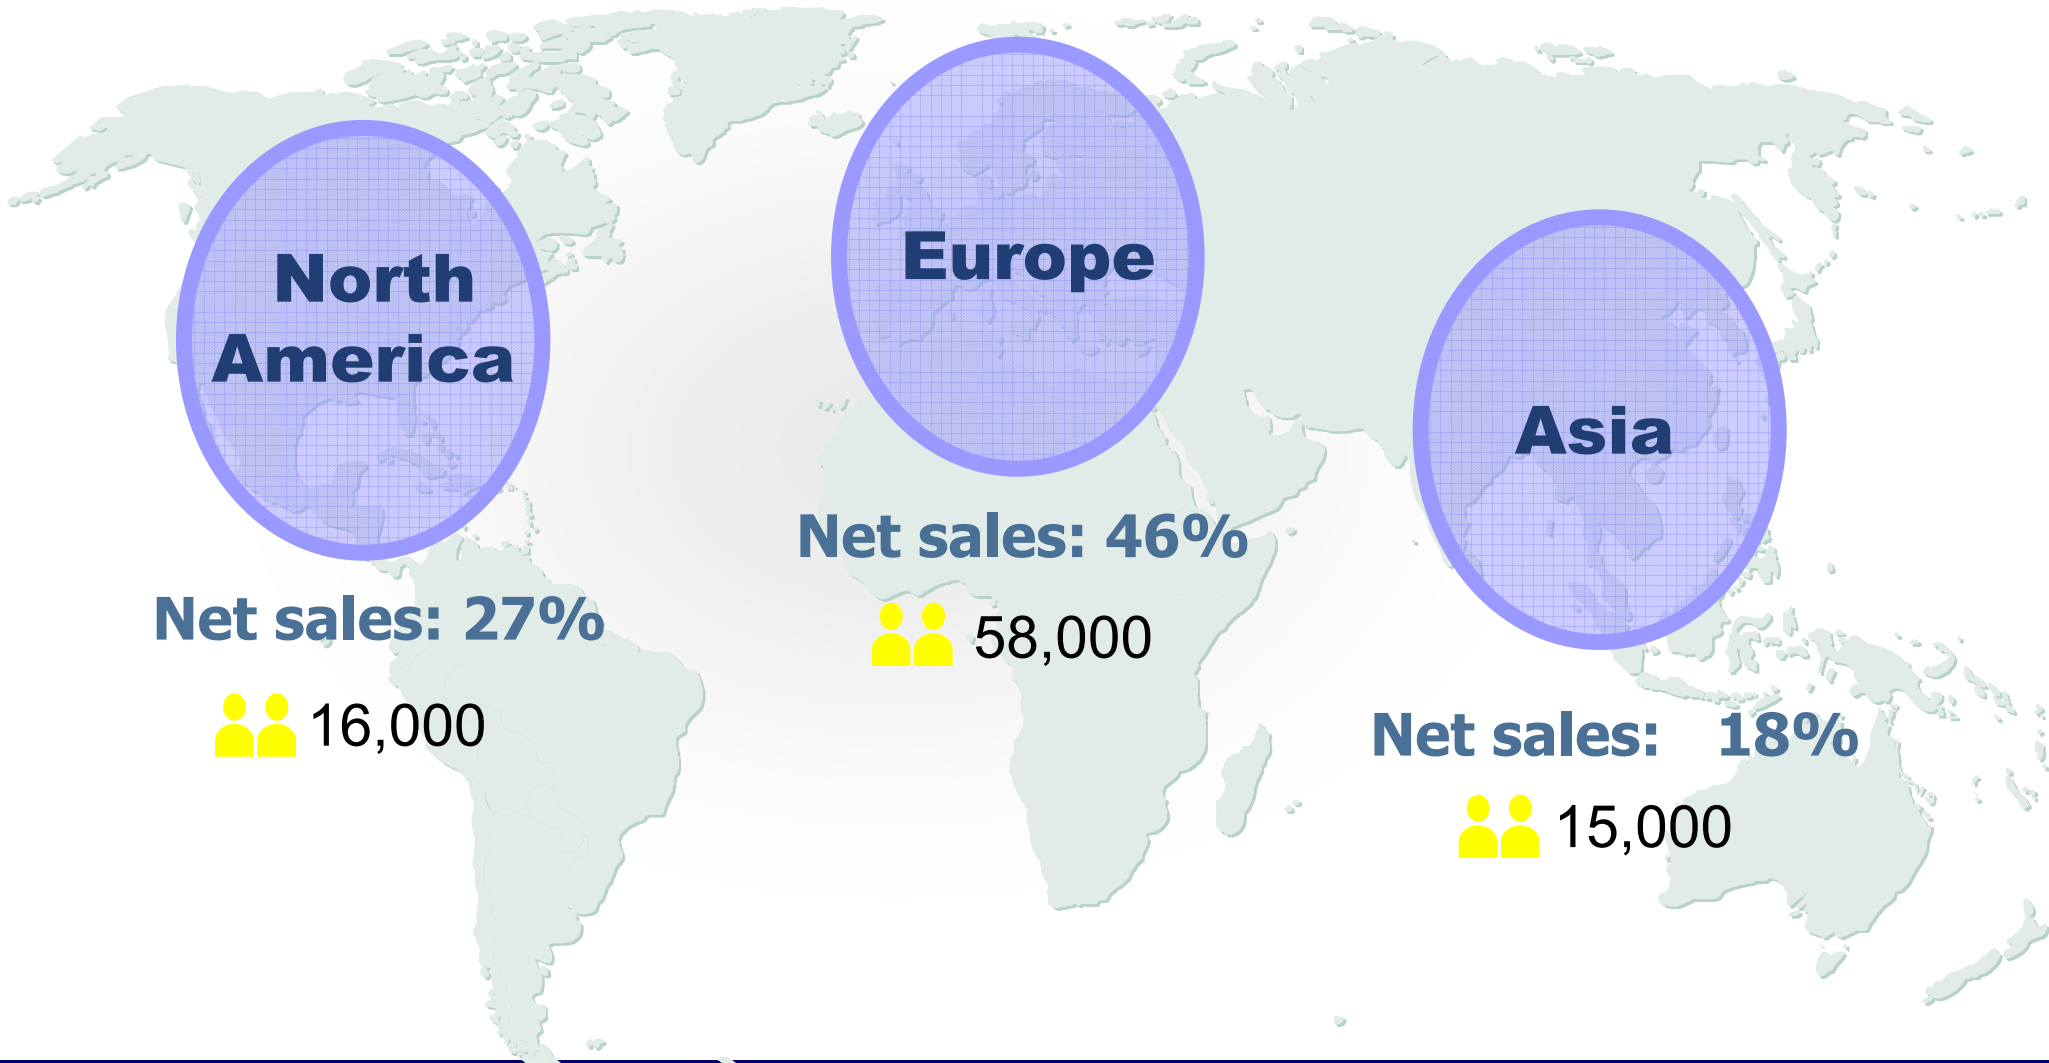 North
America
Net sales: 27%
16,000
Europe
Net sales: 46%
58,000
Asia
Net sales: 18%
15,000